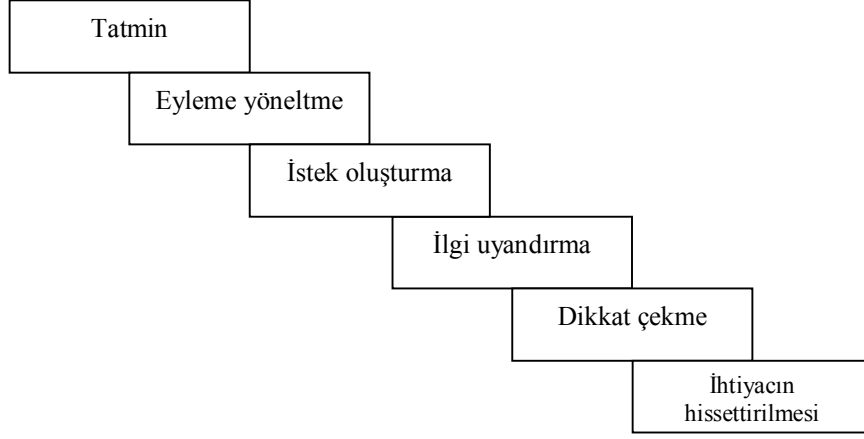 Tatmin
Eyleme yöneltme
İstek oluşturma
İlgi uyandırma
Dikkat çekme
İhtiyacın
hissettirilmesi